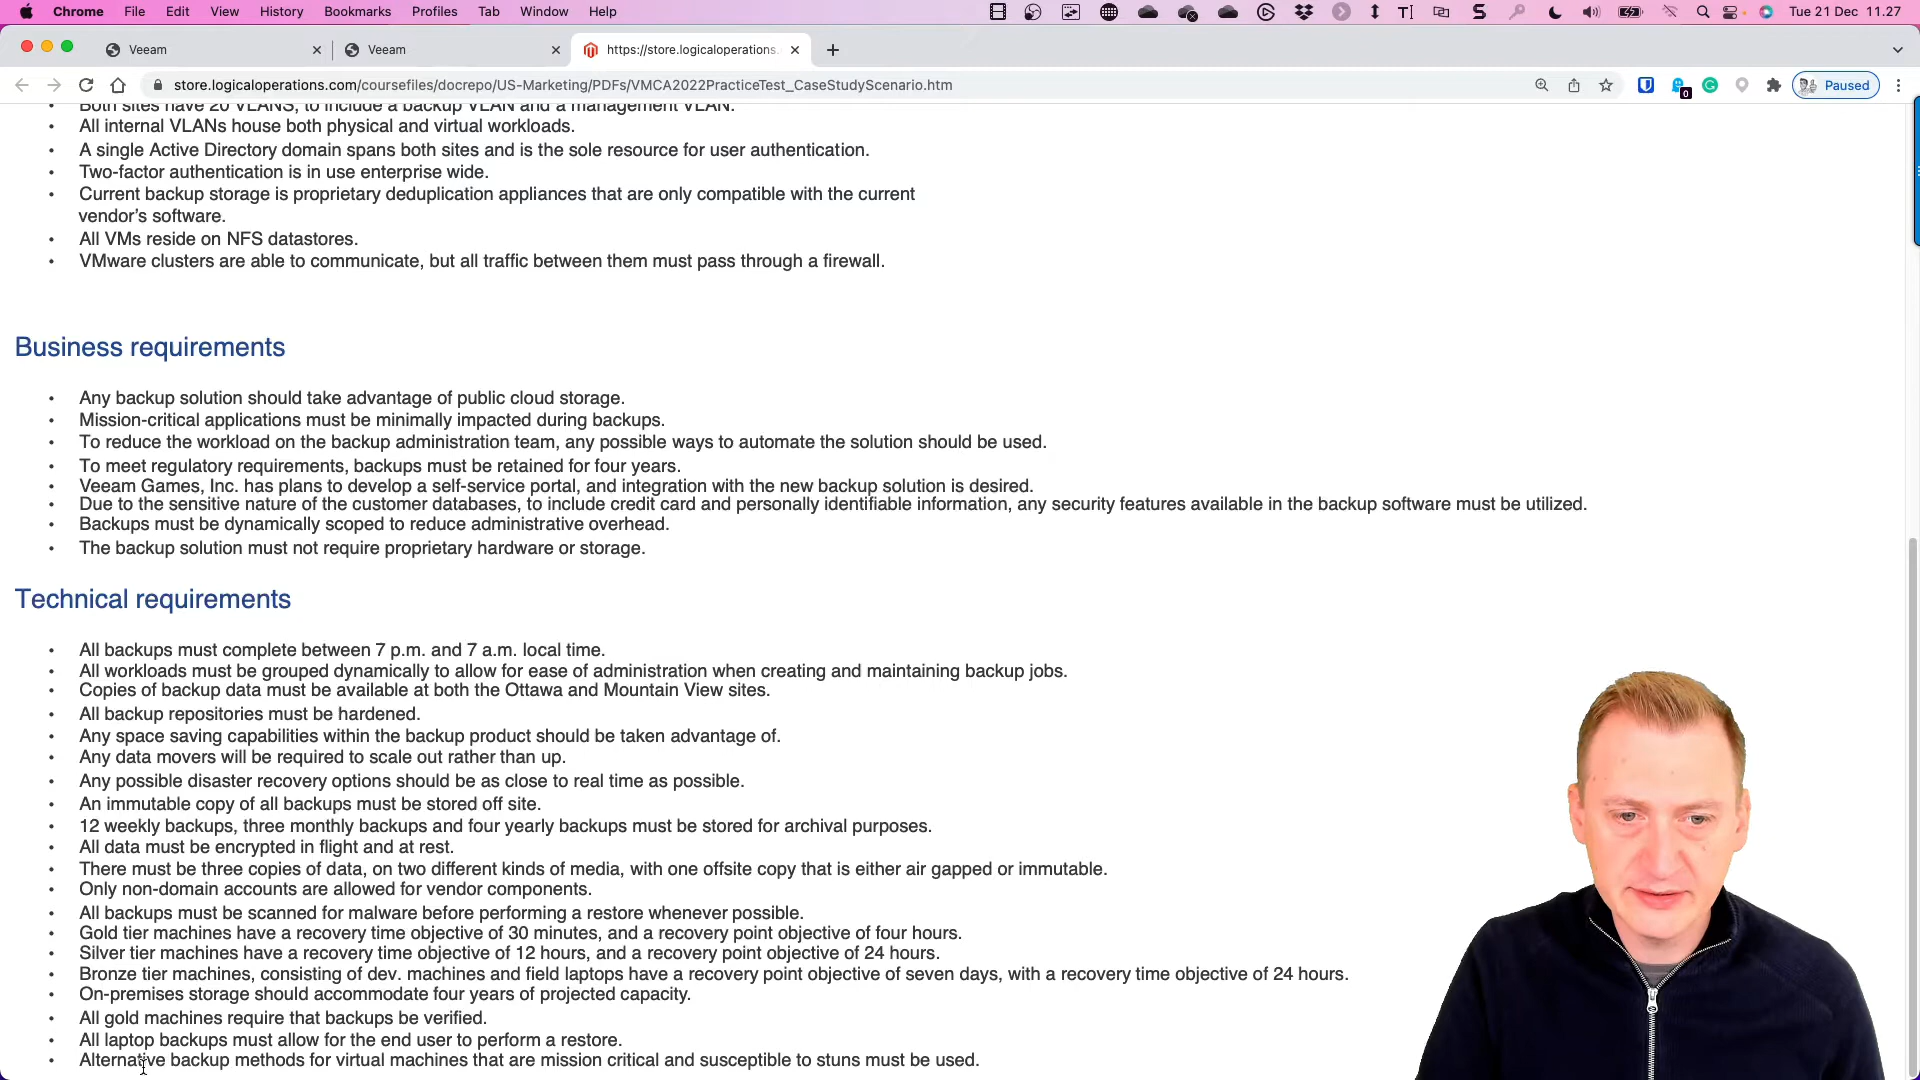 Chrome File Edit View History Bookmarks Profiles Tab Window Help Tue 21 Dec 11.27
Veeam
Veeam
https://store.logicaloperations.
store.logicaloperations.com/coursefiles/docrepo/US-Marketing/PDFs/VMCA2022PracticeTest_CaseStudyScenario.htm
0
Paused
• Both sites have 20 VLANS, to include a backup VLAN and a management VLAN.
• All internal VLANs house both physical and virtual workloads.
• A single Active Directory domain spans both sites and is the sole resource for user authentication.
• Two-factor authentication is in use enterprise wide.
• Current backup storage is proprietary deduplication appliances that are only compatible with the current
vendor's software.
• All VMs reside on NFS datastores.
• VMware clusters are able to communicate, but all traffic between them must pass through a firewall.
Business requirements
• Any backup solution should take advantage of public cloud storage.
• Mission-critical applications must be minimally impacted during backups.
• To reduce the workload on the backup administration team, any possible ways to automate the solution should be used.
• To meet regulatory requirements, backups must be retained for four years.
• Veeam Games, Inc. has plans to develop a self-service portal, and integration with the new backup solution is desired.
• Due to the sensitive nature of the customer databases, to include credit card and personally identifiable information, any security features available in the backup software must be utilized.
• Backups must be dynamically scoped to reduce administrative overhead.
• The backup solution must not require proprietary hardware or storage.
Technical requirements
• All backups must complete between 7 p.m. and 7 a.m. local time.
• All workloads must be grouped dynamically to allow for ease of administration when creating and maintaining backup jobs.
• Copies of backup data must be available at both the Ottawa and Mountain View sites.
• All backup repositories must be hardened.
• Any space saving capabilities within the backup product should be taken advantage of.
• Any data movers will be required to scale out rather than up.
• Any possible disaster recovery options should be as close to real time as possible.
• An immutable copy of all backups must be stored off site.
• 12 weekly backups, three monthly backups and four yearly backups must be stored for archival purposes.
• All data must be encrypted in flight and at rest.
• There must be three copies of data, on two different kinds of media, with one offsite copy that is either air gapped or immutable.
• Only non-domain accounts are allowed for vendor components.
• All backups must be scanned for malware before performing a restore whenever possible.
• Gold tier machines have a recovery time objective of 30 minutes, and a recovery point objective of four hours.
• Silver tier machines have a recovery time objective of 12 hours, and a recovery point objective of 24 hours.
• Bronze tier machines, consisting of dev. machines and field laptops have a recovery point objective of seven days, with a recovery time objective of 24 hours.
• On-premises storage should accommodate four years of projected capacity.
• All gold machines require that backups be verified.
• All laptop backups must allow for the end user to perform a restore.
• Alternative backup methods for virtual machines that are mission critical and susceptible to stuns must be used.